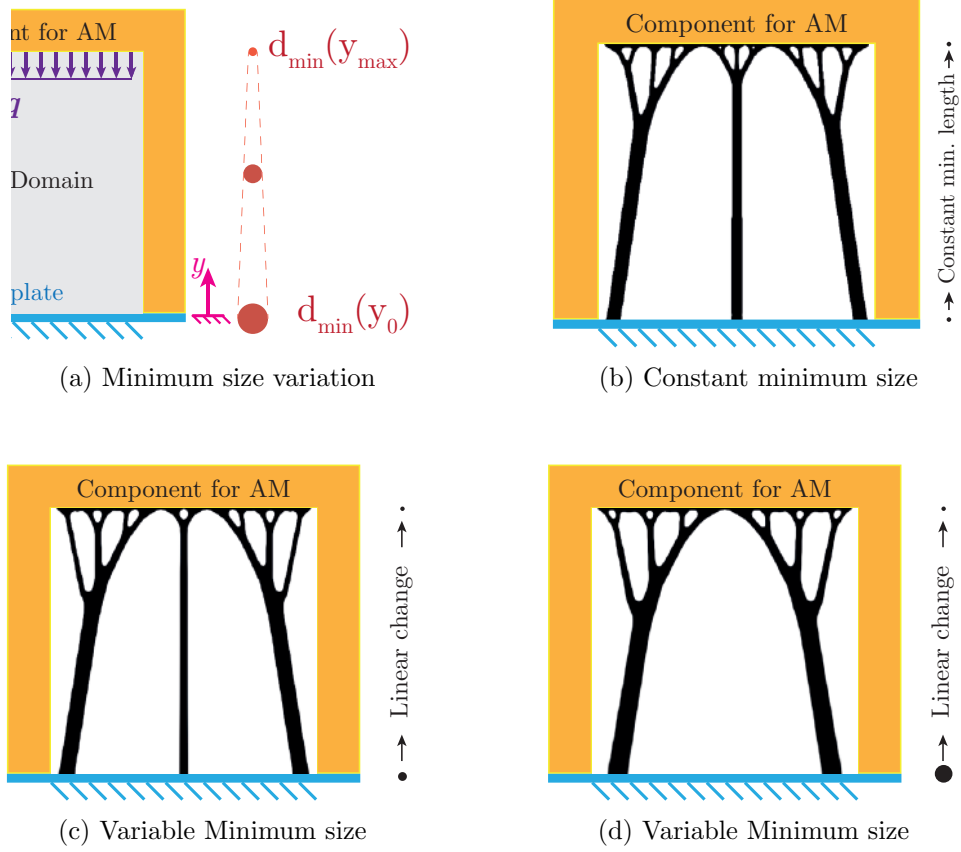 nt for AM
d_min(y_max)
q
Domain
y
plate
d_min(y_0)
(a) Minimum size variation
Component for AM
Constant min. length
(b) Constant minimum size
Component for AM
Linear change
(c) Variable Minimum size
Component for AM
Linear change
(d) Variable Minimum size